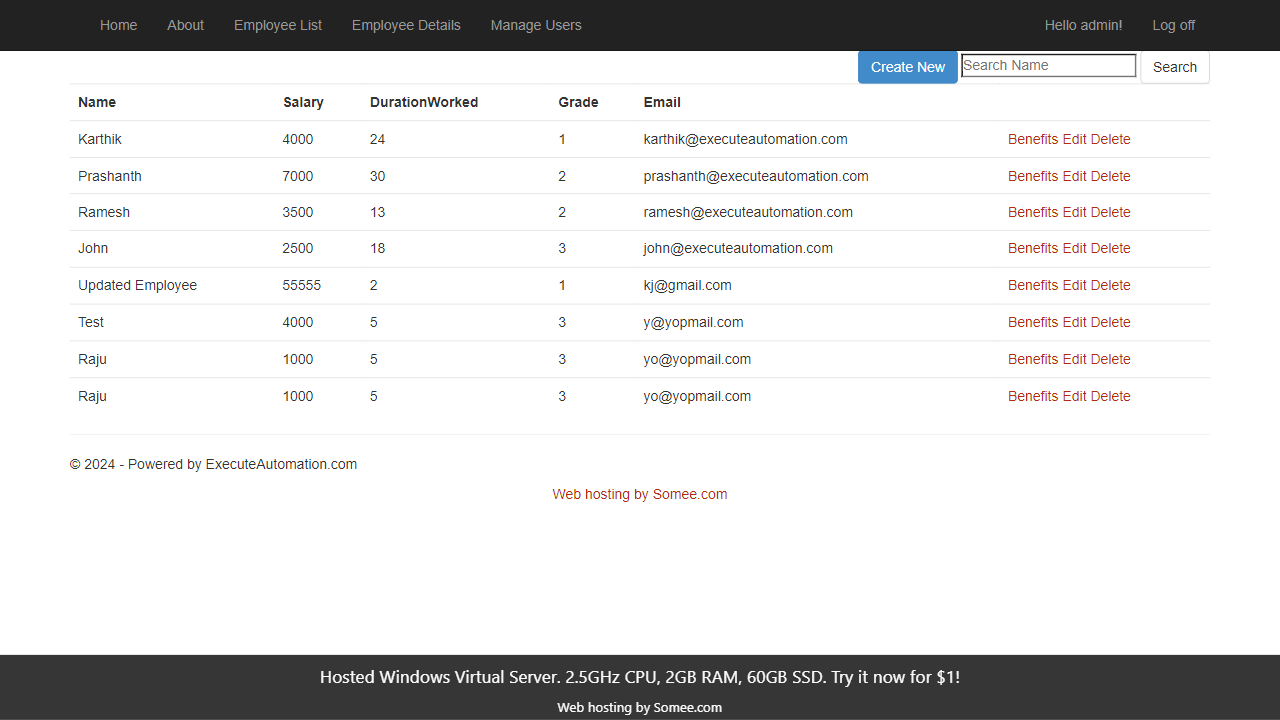 Home About Employee List Employee Details Manage Users Hello admin! Log off
Create New Search Name Search
Name Salary DurationWorked Grade Email
Karthik 4000 24 1 karthik@executeautomation.com Benefits Edit Delete
Prashanth 7000 30 2 prashanth@executeautomation.com Benefits Edit Delete
Ramesh 3500 13 2 ramesh@executeautomation.com Benefits Edit Delete
John 2500 18 3 john@executeautomation.com Benefits Edit Delete
Updated Employee 55555 2 1 kj@gmail.com Benefits Edit Delete
Test 4000 5 3 y@yopmail.com Benefits Edit Delete
Raju 1000 5 3 yo@yopmail.com Benefits Edit Delete
Raju 1000 5 3 yo@yopmail.com Benefits Edit Delete
© 2024 - Powered by ExecuteAutomation.com
Web hosting by Somee.com
Hosted Windows Virtual Server. 2.5GHz CPU, 2GB RAM, 60GB SSD. Try it now for $1!
Web hosting by Somee.com